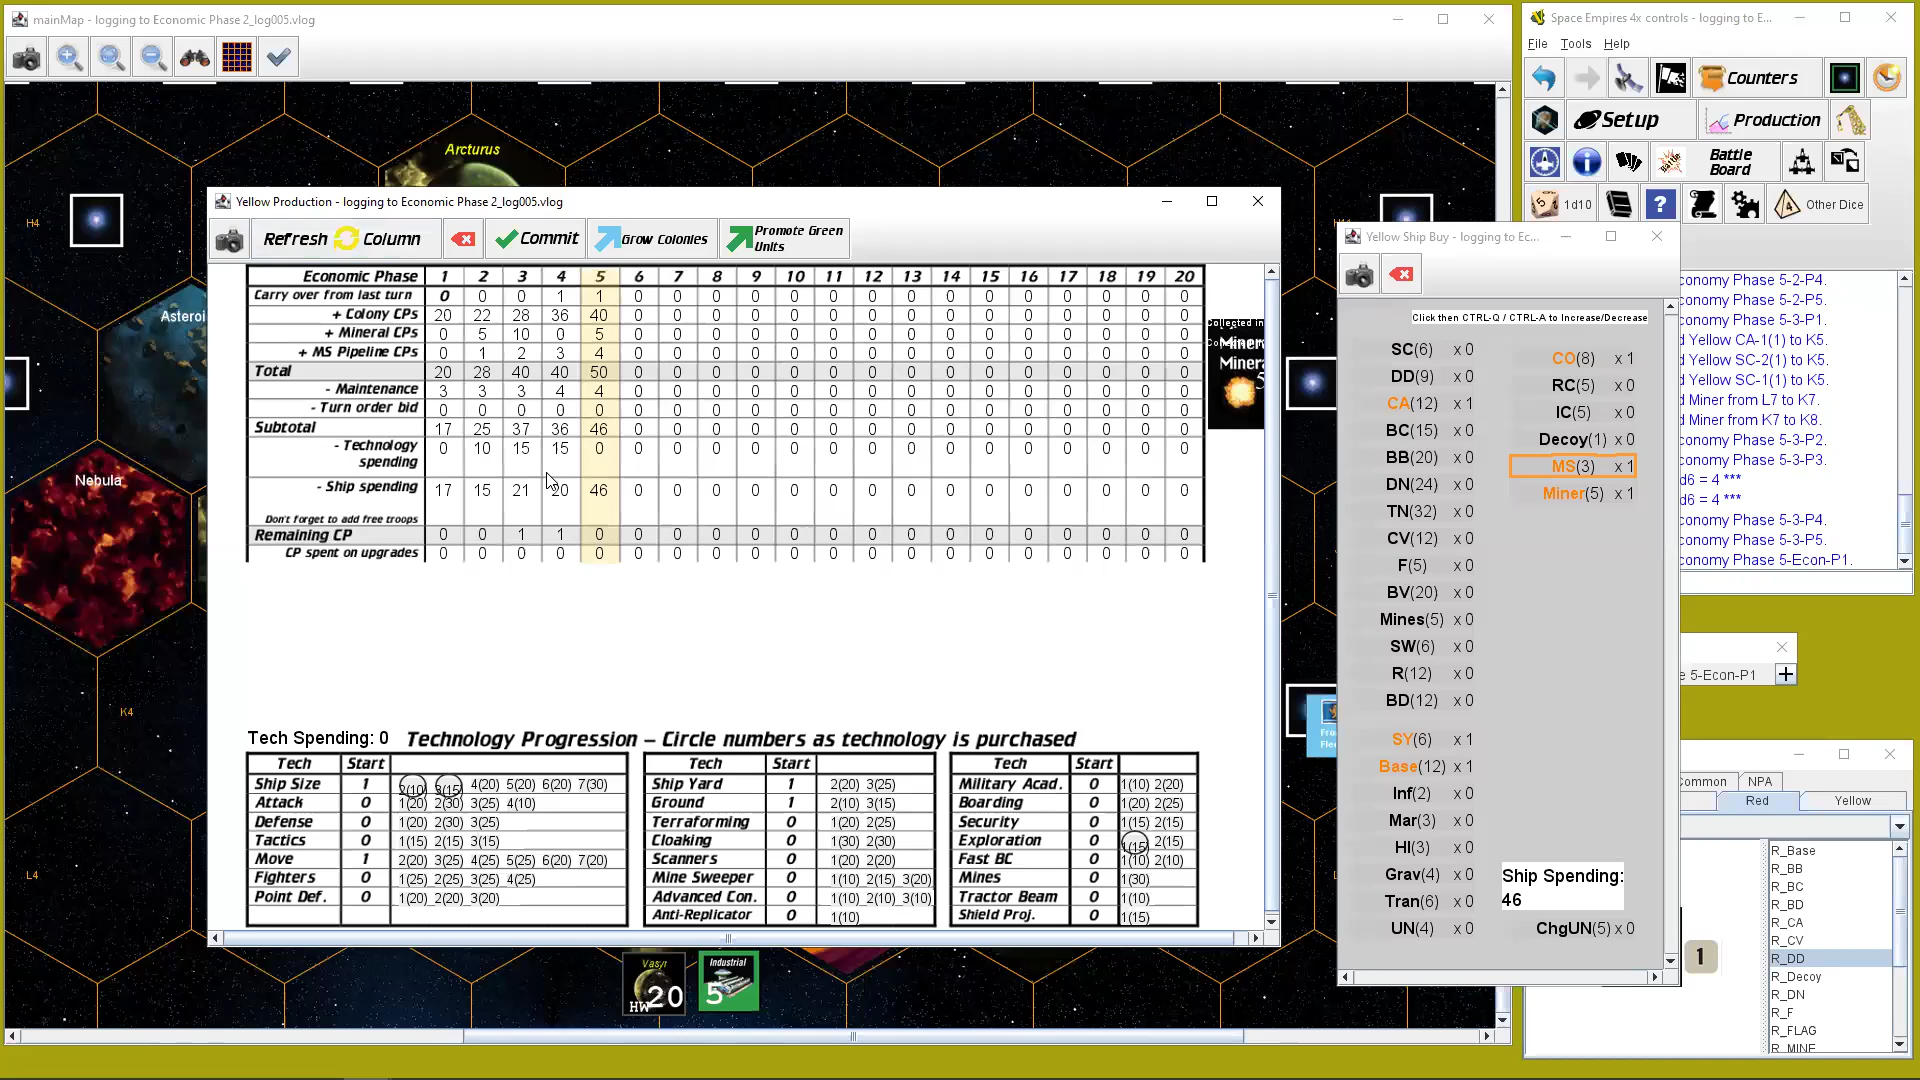 mainMap - logging to Economic Phase 2_log005.vlog
Arcturus
H4
Asteroi
Nebula
K4
L4
H
Yellow Production - logging to Economic Phase 2_log005.vlog
Refresh Column
Commit
Grow Colonies
Promote Green Units
Economic Phase 1 2 3 4 5 6 7 8 9 10 11 12 13 14 15 16 17 18 19 20
Carry over from last turn 0 0 0 1 1 0 0 0 0 0 0 0 0 0 0 0 0 0 0 0
+ Colony CPs 20 22 28 36 40 0 0 0 0 0 0 0 0 0 0 0 0 0 0 0
+ Mineral CPs 0 5 10 0 5 0 0 0 0 0 0 0 0 0 0 0 0 0 0 0
+ MS Pipeline CPs 0 1 2 3 4 0 0 0 0 0 0 0 0 0 0 0 0 0 0 0
Total 20 28 40 40 50 0 0 0 0 0 0 0 0 0 0 0 0 0 0 0
- Maintenance 3 3 3 4 4 0 0 0 0 0 0 0 0 0 0 0 0 0 0 0
- Turn order bid 0 0 0 0 0 0 0 0 0 0 0 0 0 0 0 0 0 0 0 0
Subtotal 17 25 37 36 46 0 0 0 0 0 0 0 0 0 0 0 0 0 0 0
- Technology spending 0 10 15 15 0 0 0 0 0 0 0 0 0 0 0 0 0 0 0 0
- Ship spending 17 15 21 20 46 0 0 0 0 0 0 0 0 0 0 0 0 0 0 0
Don't forget to add free troops
Remaining CP 0 0 1 1 0 0 0 0 0 0 0 0 0 0 0 0 0 0 0 0
CP spent on upgrades 0 0 0 0 0 0 0 0 0 0 0 0 0 0 0 0 0 0 0 0
Collected in
Tech Spending: 0
Technology Progression – Circle numbers as technology is purchased
Tech Start
Ship Size 1 2(10) 3(15) 4(20) 5(20) 6(20) 7(30)
Attack 0 1(20) 2(30) 3(25) 4(10)
Defense 0 1(20) 2(30) 3(25)
Tactics 0 1(15) 2(15) 3(15)
Move 1 2(20) 3(25) 4(25) 5(25) 6(20) 7(20)
Fighters 0 1(25) 2(25) 3(25) 4(25)
Point Def. 0 1(20) 2(20) 3(20)
Tech Start
Ship Yard 1 2(20) 3(25)
Ground 1 2(10) 3(15)
Terraforming 0 1(20) 2(25)
Cloaking 0 1(30) 2(30)
Scanners 0 1(20) 2(20)
Mine Sweeper 0 1(10) 2(15) 3(20)
Advanced Con. 0 1(10) 2(10) 3(10)
Anti-Replicator 0 1(10)
Tech Start
Military Acad. 0 1(10) 2(20)
Boarding 0 1(20) 2(25)
Security 0 1(15) 2(15)
Exploration 0 1(15) 2(15)
Fast BC 0 1(10) 2(10)
Mines 0 1(30)
Tractor Beam 0 1(10)
Shield Proj. 0 1(15)
Vasyr
HW 20
Industrial
5
Yellow Ship Buy - logging to Ec...
Click then CTRL-Q / CTRL-A to Increase/Decrease
SC(6) x 0
DD(9) x 0
CA(12) x 1
BC(15) x 0
BB(20) x 0
DN(24) x 0
TN(32) x 0
CV(12) x 0
F(5) x 0
BV(20) x 0
Mines(5) x 0
SW(6) x 0
R(12) x 0
BD(12) x 0
SY(6) x 1
Base(12) x 1
Inf(2) x 0
Mar(3) x 0
HI(3) x 0
Grav(4) x 0
Tran(6) x 0
UN(4) x 0
CO(8) x 1
RC(5) x 0
IC(5) x 0
Decoy(1) x 0
MS(3) x 1
Miner(5) x 1
Ship Spending:
46
ChgUN(5) x 0
Space Empires 4x controls - logging to E...
File Tools Help
Counters
Setup
Production
Battle Board
1d10
Other Dice
conomy Phase 5-2-P4.
conomy Phase 5-2-P5.
conomy Phase 5-3-P1.
d Yellow CA-1(1) to K5.
d Yellow SC-2(1) to K5.
d Yellow SC-1(1) to K5.
d Miner from L7 to K7.
d Miner from K7 to K8.
conomy Phase 5-3-P2.
conomy Phase 5-3-P3.
d6 = 4 ***
d6 = 4 ***
conomy Phase 5-3-P4.
conomy Phase 5-3-P5.
conomy Phase 5-Econ-P1.
e 5-Econ-P1
ommon
NPA
Red
Yellow
R_Base
R_BB
R_BC
R_BD
R_CA
R_CV
R_DD
R_Decoy
R_DN
R_F
R_FLAG
R_MINE
1